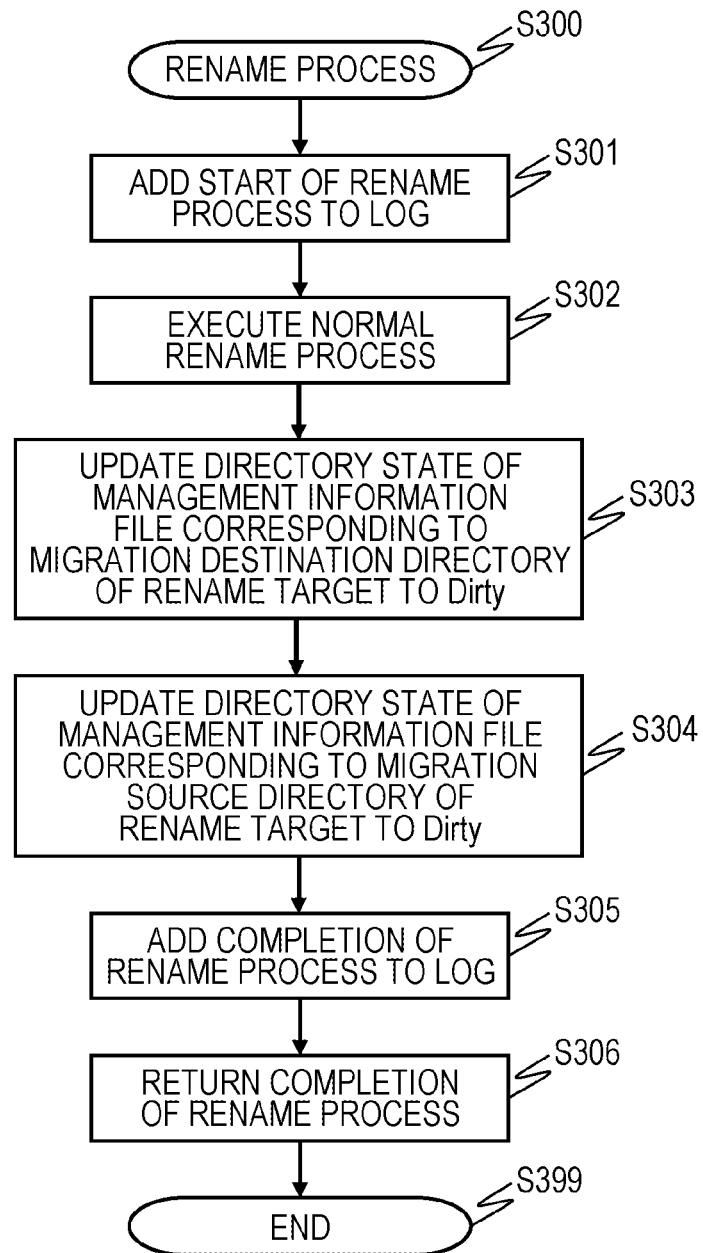 S300
RENAME PROCESS
S301
ADD START OF RENAME
PROCESS TO LOG
S302
EXECUTE NORMAL
RENAME PROCESS
UPDATE DIRECTORY STATE OF
MANAGEMENT INFORMATION
FILE CORRESPONDING TO
MIGRATION DESTINATION DIRECTORY
OF RENAME TARGET TO Dirty
S303
UPDATE DIRECTORY STATE OF
MANAGEMENT INFORMATION FILE
CORRESPONDING TO MIGRATION
SOURCE DIRECTORY OF
RENAME TARGET TO Dirty
S304
S305
ADD COMPLETION OF
RENAME PROCESS TO LOG
S306
RETURN COMPLETION
OF RENAME PROCESS
S399
END